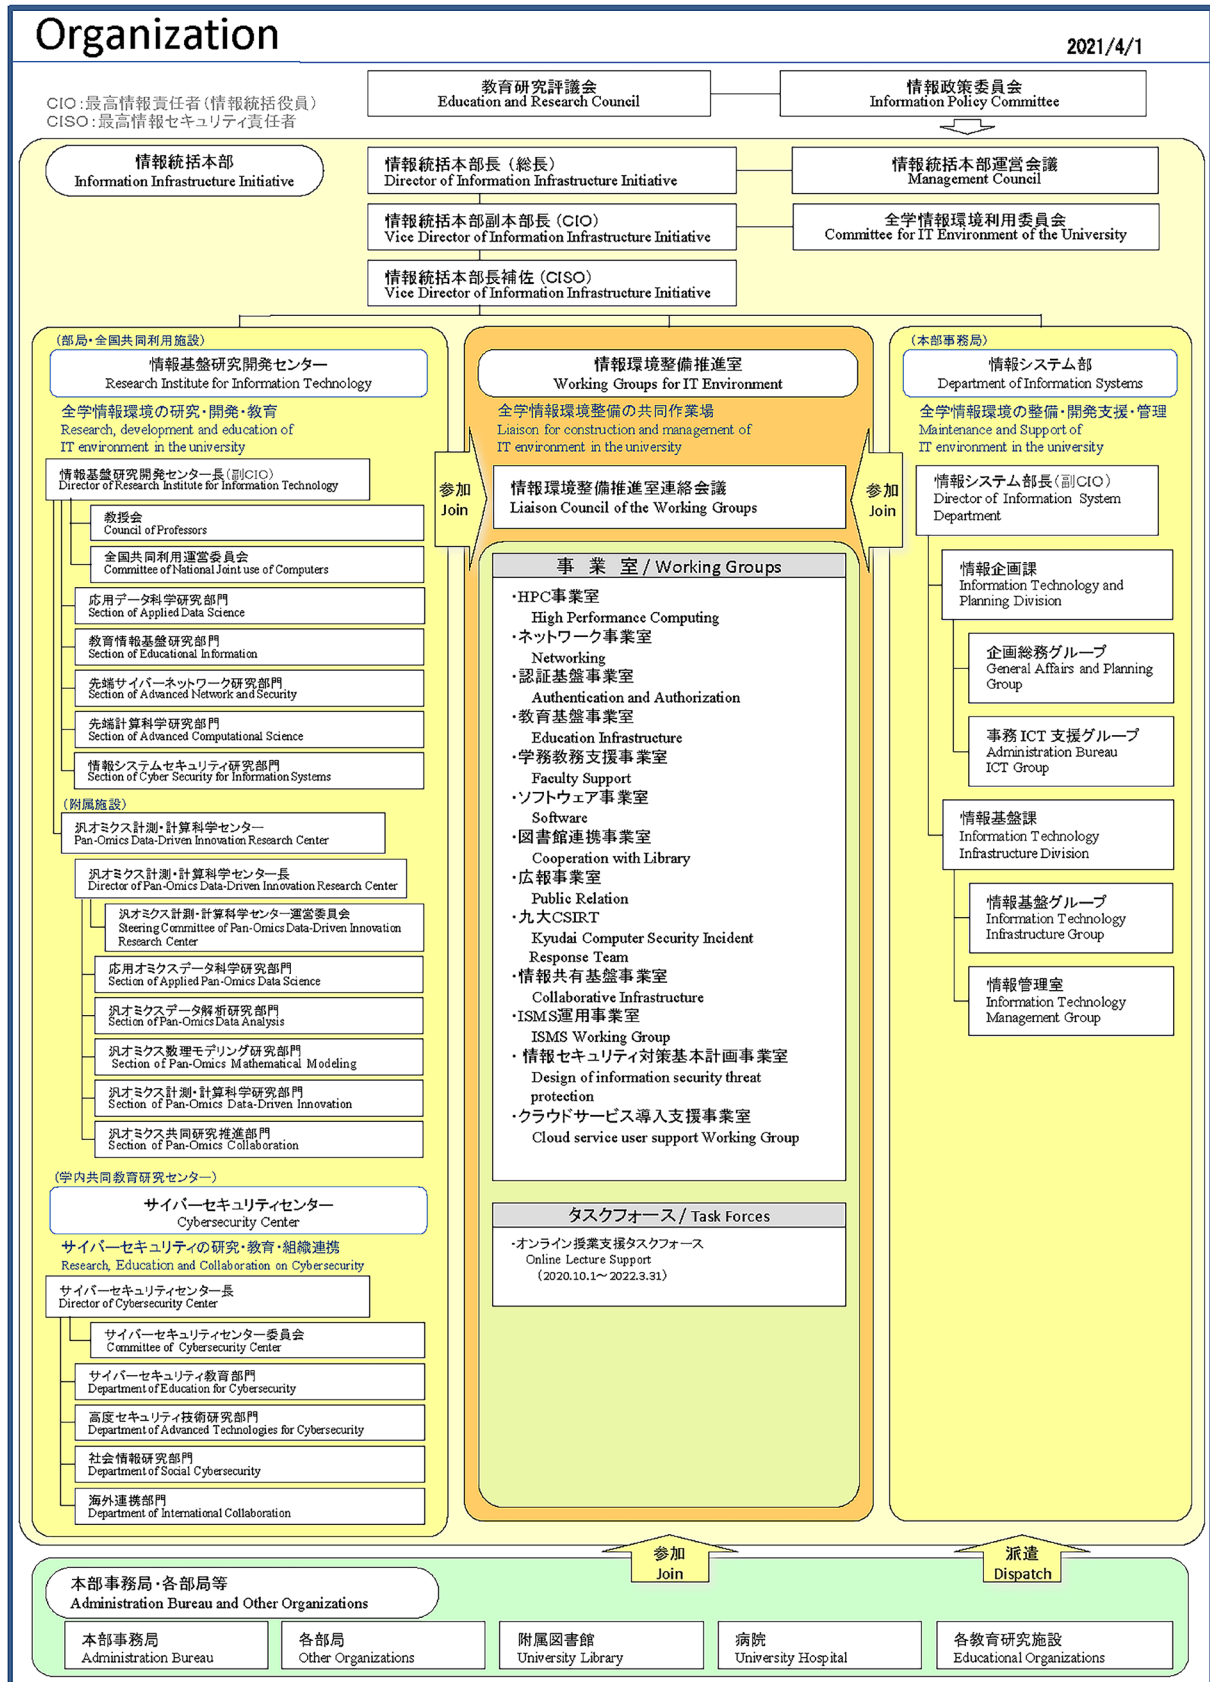 Organization
2021/4/1
CIO：最高情報責任者（情報統括役員）
CISO：最高情報セキュリティ責任者
教育研究評議会
Education and Research Council
情報政策委員会
Information Policy Committee
情報統括本部
Information Infrastructure Initiative
情報統括本部長（総長）
Director of Information Infrastructure Initiative
情報統括本部運営会議
Management Council
情報統括本部副本部長（CIO）
Vice Director of Information Infrastructure Initiative
全学情報環境利用委員会
Committee for IT Environment of the University
情報統括本部長補佐（CISO）
Vice Director of Information Infrastructure Initiative
（部局・全国共同利用施設）
情報基盤研究開発センター
Research Institute for Information Technology
全学情報環境の研究・開発・教育
Research, development and education of
IT environment in the university
情報基盤研究開発センター長（副CIO）
Director of Research Institute for Information Technology
教授会
Council of Professors
全国共同利用運営委員会
Committee of National Joint use of Computers
応用データ科学研究部門
Section of Applied Data Science
教育情報基盤研究部門
Section of Educational Information
先端サイバーネットワーク研究部門
Section of Advanced Network and Security
先端計算科学研究部門
Section of Advanced Computational Science
情報システムセキュリティ研究部門
Section of Cyber Security for Information Systems
（附属施設）
汎オミクス計測・計算科学センター
Pan-Omics Data-Driven Innovation Research Center
汎オミクス計測・計算科学センター長
Director of Pan-Omics Data-Driven Innovation Research Center
汎オミクス計測・計算科学センター運営委員会
Steering Committee of Pan-Omics Data-Driven Innovation
Research Center
応用オミクスデータ科学研究部門
Section of Applied Pan-Omics Data Science
汎オミクスデータ解析研究部門
Section of Pan-Omics Data Analysis
汎オミクス数理モデリング研究部門
Section of Pan-Omics Mathematical Modeling
汎オミクス計測・計算科学研究部門
Section of Pan-Omics Data-Driven Innovation
汎オミクス共同研究推進部門
Section of Pan-Omics Collaboration
（学内共同教育研究センター）
サイバーセキュリティセンター
Cybersecurity Center
サイバーセキュリティの研究・教育・組織連携
Research, Education and Collaboration on Cybersecurity
サイバーセキュリティセンター長
Director of Cybersecurity Center
サイバーセキュリティセンター委員会
Committee of Cybersecurity Center
サイバーセキュリティ教育部門
Department of Education for Cybersecurity
高度セキュリティ技術研究部門
Department of Advanced Technologies for Cybersecurity
社会情報研究部門
Department of Social Cybersecurity
海外連携部門
Department of International Collaboration
参加
Join
情報環境整備推進室
Working Groups for IT Environment
全学情報環境整備の共同作業場
Liaison for construction and management of
IT environment in the university
情報環境整備推進室連絡会議
Liaison Council of the Working Groups
事 業 室 / Working Groups
・HPC事業室
High Performance Computing
・ネットワーク事業室
Networking
・認証基盤事業室
Authentication and Authorization
・教育基盤事業室
Education Infrastructure
・学務教務支援事業室
Faculty Support
・ソフトウェア事業室
Software
・図書館連携事業室
Cooperation with Library
・広報事業室
Public Relation
・九大CSIRT
Kyudai Computer Security Incident
Response Team
・情報共有基盤事業室
Collaborative Infrastructure
・ISMS運用事業室
ISMS Working Group
・情報セキュリティ対策基本計画事業室
Design of information security threat
protection
・クラウドサービス導入支援事業室
Cloud service user support Working Group
タスクフォース / Task Forces
・オンライン授業支援タスクフォース
Online Lecture Support
（2020.10.1～2022.3.31）
参加
Join
（本部事務局）
情報システム部
Department of Information Systems
全学情報環境の整備・開発支援・管理
Maintenance and Support of
IT environment in the university
情報システム部長（副CIO）
Director of Information System
Department
情報企画課
Information Technology and
Planning Division
企画総務グループ
General Affairs and Planning
Group
事務 ICT 支援グループ
Administration Bureau
ICT Group
情報基盤課
Information Technology
Infrastructure Division
情報基盤グループ
Information Technology
Infrastructure Group
情報管理室
Information Technology
Management Group
参加
Join
派遣
Dispatch
本部事務局・各部局等
Administration Bureau and Other Organizations
本部事務局
Administration Bureau
各部局
Other Organizations
附属図書館
University Library
病院
University Hospital
各教育研究施設
Educational Organizations